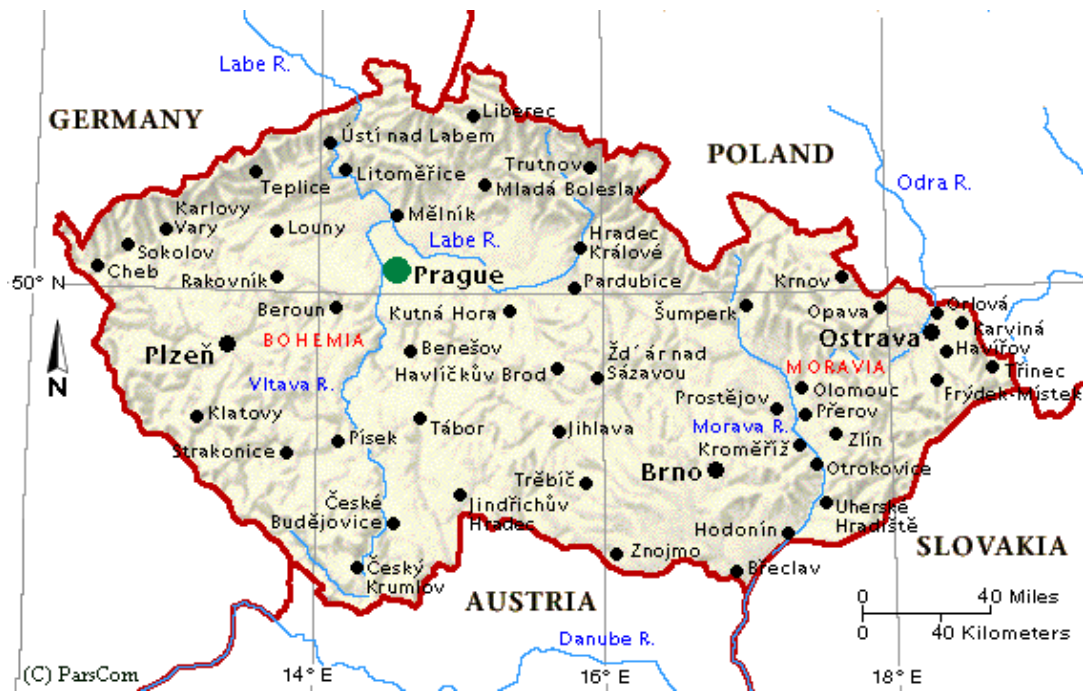 Labe R.
GERMANY
Liberec
Ústí nad Labem
POLAND
Trutnov
Litoměřice
Teplice
Mladá Boleslav
Odra R.
Karlovy
Vary
Mělník
Louny
Labe R.
Hradec
Králové
Sokolov
Cheb
Prague
Rakovník
Pardubice
Krnov
50° N
Beroun
Kutná Hora
Šumperk
Opava
Orlová
Karviná
Ostrava
BOHEMIA
Plzeň
Benešov
Žd´ár nad
Sázavou
Havířov
MORAVIA
Třinec
N
Havlíčkův Brod
Vltava R.
Olomouc
Frýdek-Místek
Prostějov
Klatovy
Přerov
Tábor
Jihlava
Morava R.
Písek
Zlín
Strakonice
Kroměříž
Brno
Otrokovice
Trěbíč
České
Budějovice
Jindřichův
Hradec
Uherské
Hradiště
Hodonín
SLOVAKIA
Znojmo
Český
Krumlov
Břeclav
AUSTRIA
0 40 Miles
0 40 Kilometers
Danube R.
(C) ParsCom
14° E
16° E
18° E